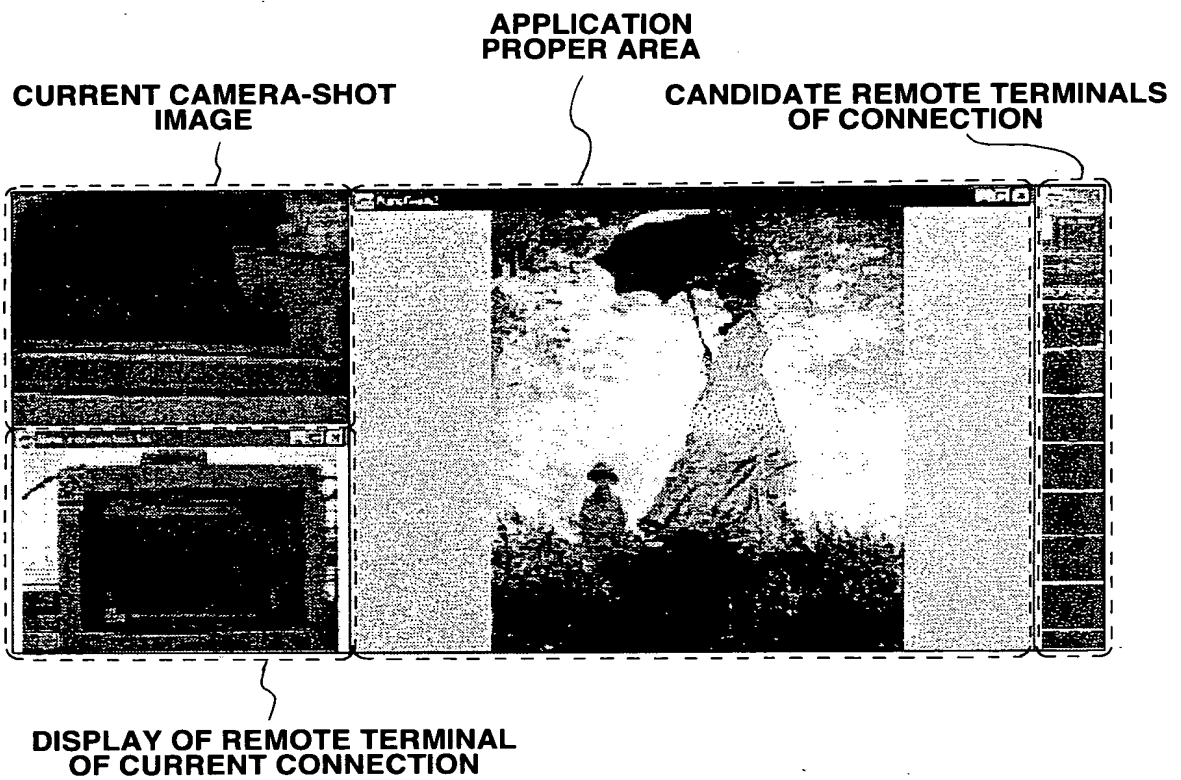 APPLICATION
PROPER AREA
CURRENT CAMERA-SHOT
IMAGE
CANDIDATE REMOTE TERMINALS
OF CONNECTION
DISPLAY OF REMOTE TERMINAL
OF CURRENT CONNECTION